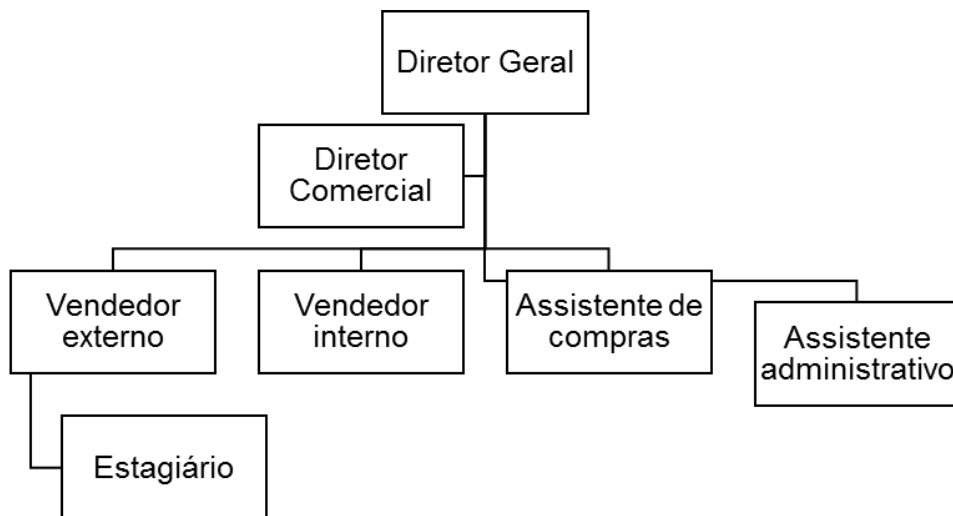 Diretor Geral
Diretor
Comercial
Vendedor
externo
Vendedor
interno
Assistente de
compras
Assistente
administrativo
Estagiário